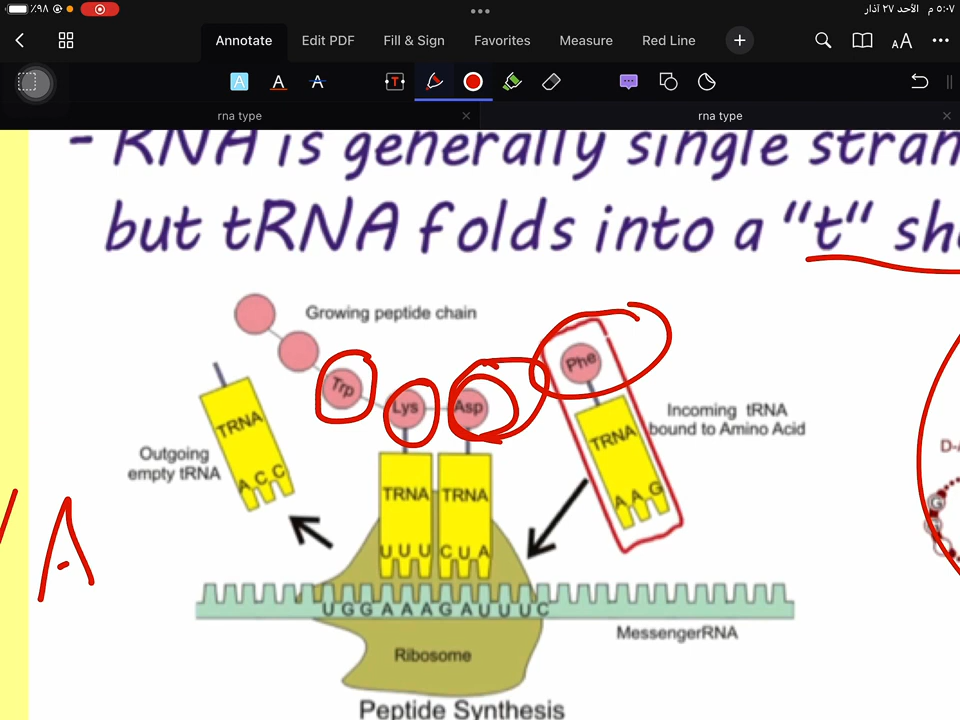 ٪٩٨ ٥:٠٧ م الأحد ٢٧ آذار
Annotate Edit PDF Fill & Sign Favorites Measure Red Line
rna type rna type
- RNA is generally single stran
but tRNA folds into a "t" sh
Growing peptide chain
Trp Lys Asp Phe
TRNA
A C C
Outgoing
empty tRNA
TRNA TRNA
U U U C U A
TRNA
A A G
Incoming tRNA
bound to Amino Acid
U G G A A A G A U U U C
MessengerRNA
Ribosome
Peptide Synthesis
A
D-A